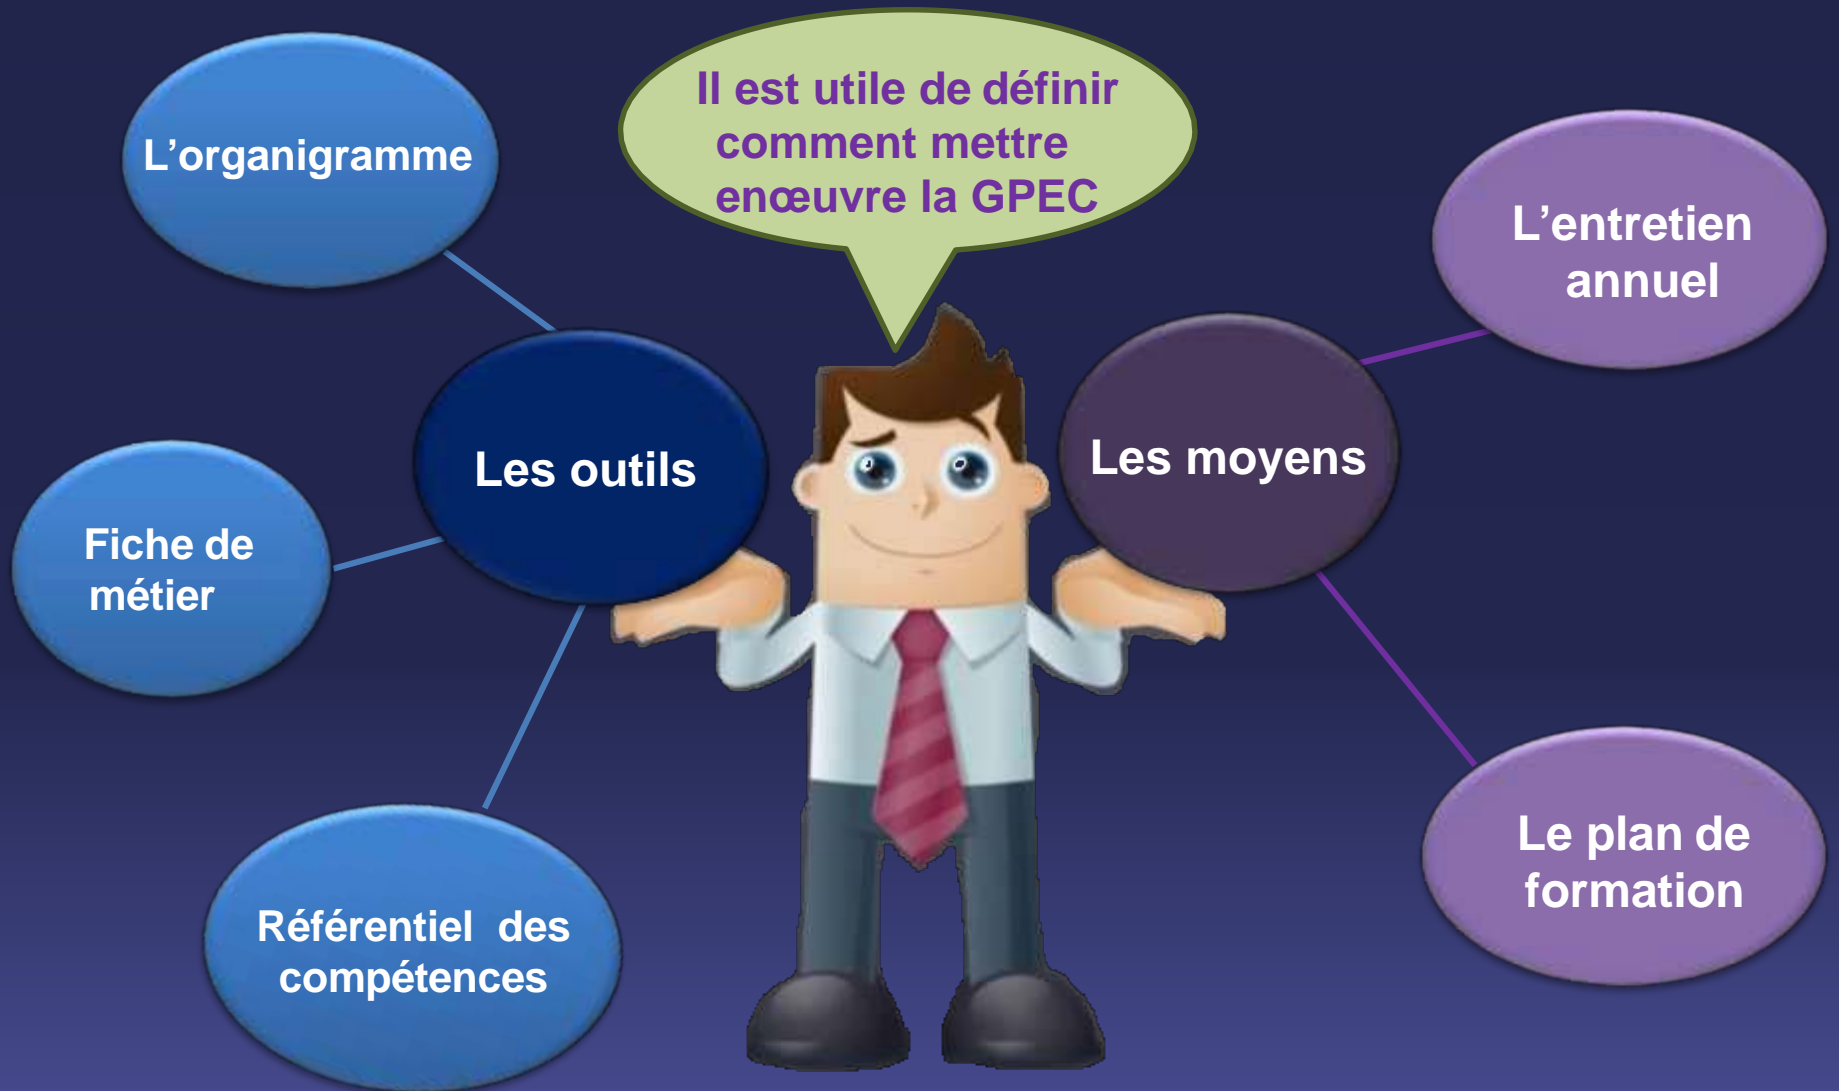 Il est utile de définir
comment mettre
enœuvre la GPEC
L'organigramme
Les outils
Fiche de
métier
Référentiel des
compétences
Les moyens
L'entretien
annuel
Le plan de
formation